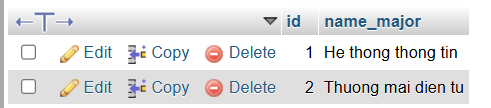 id name_major
Edit Copy Delete 1 He thong thong tin
Edit Copy Delete 2 Thuong mai dien tu